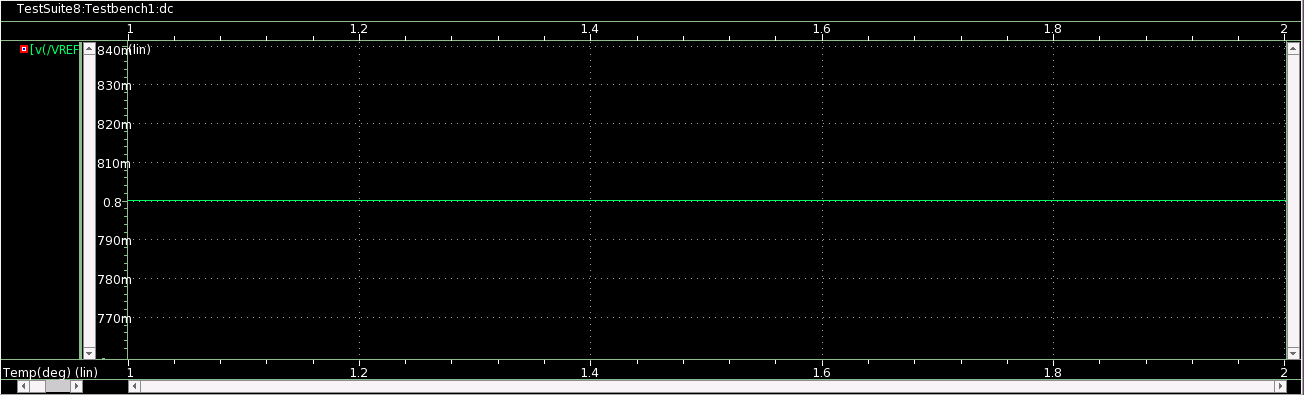 TestSuite8:Testbench1:dc
1 1.2 1.4 1.6 1.8 2
[v(/VREF
840m (lin)
830m
820m
810m
0.8
790m
780m
770m
Temp(deg) (lin) 1 1.2 1.4 1.6 1.8 2